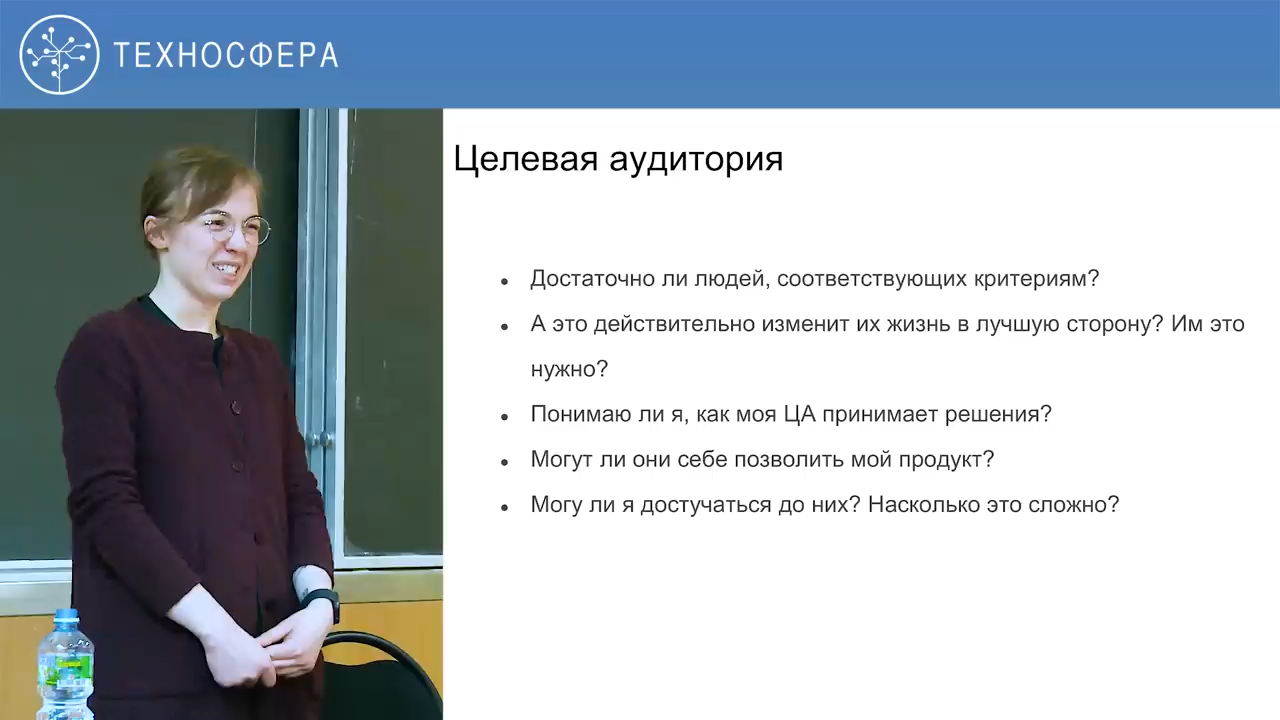 ТЕХНОСФЕРА
Целевая аудитория
Достаточно ли людей, соответствующих критериям?
А это действительно изменит их жизнь в лучшую сторону? Им это
нужно?
Понимаю ли я, как моя ЦА принимает решения?
Могут ли они себе позволить мой продукт?
Могу ли я достучаться до них? Насколько это сложно?